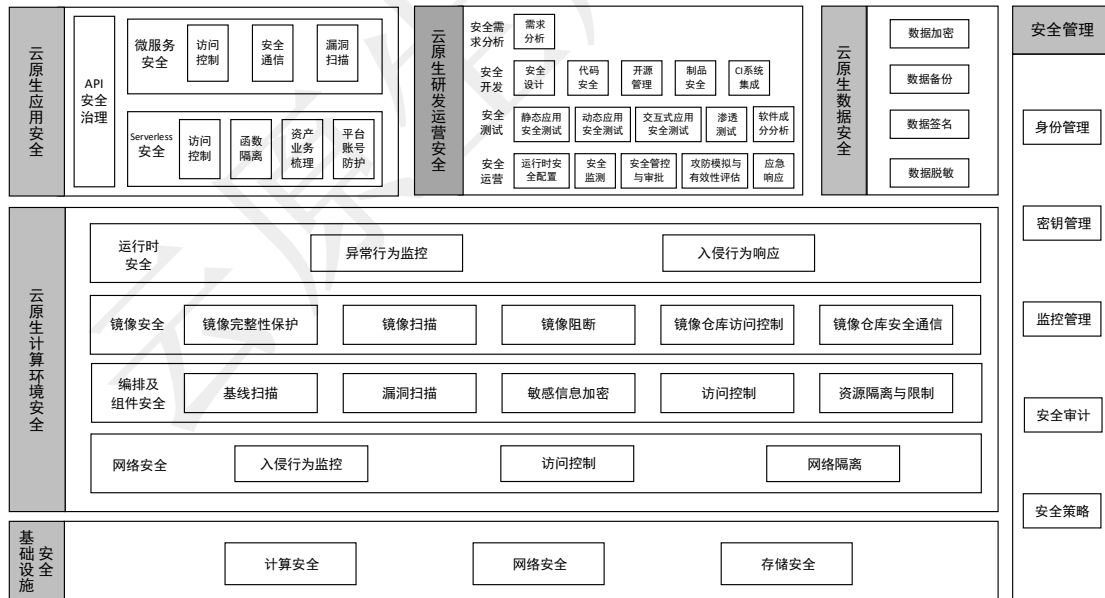 云原生应用安全
API
安全
治理
微服务
安全
访问
控制
安全
通信
漏洞
扫描
Serverless
安全
访问
控制
函数
隔离
资产
业务
梳理
平台
账号
防护
云原生研发运营安全
安全需
求分析
需求
分析
安全
开发
安全
设计
代码
安全
开源
管理
制品
安全
CI系统
集成
安全
测试
静态应用
安全测试
动态应用
安全测试
交互式应用
安全测试
渗透
测试
软件成
分分析
安全
运营
运行时安
全配置
安全
监测
安全管控
与审批
攻防模拟与
有效性评估
应急
响应
云原生数据安全
数据加密
数据备份
数据签名
数据脱敏
安全管理
身份管理
密钥管理
监控管理
安全审计
安全策略
云原生计算环境安全
运行时
安全
异常行为监控
入侵行为响应
镜像安全
镜像完整性保护
镜像扫描
镜像阻断
镜像仓库访问控制
镜像仓库安全通信
编排及
组件安全
基线扫描
漏洞扫描
敏感信息加密
访问控制
资源隔离与限制
网络安全
入侵行为监控
访问控制
网络隔离
基础设施
安全
计算安全
网络安全
存储安全
云原生